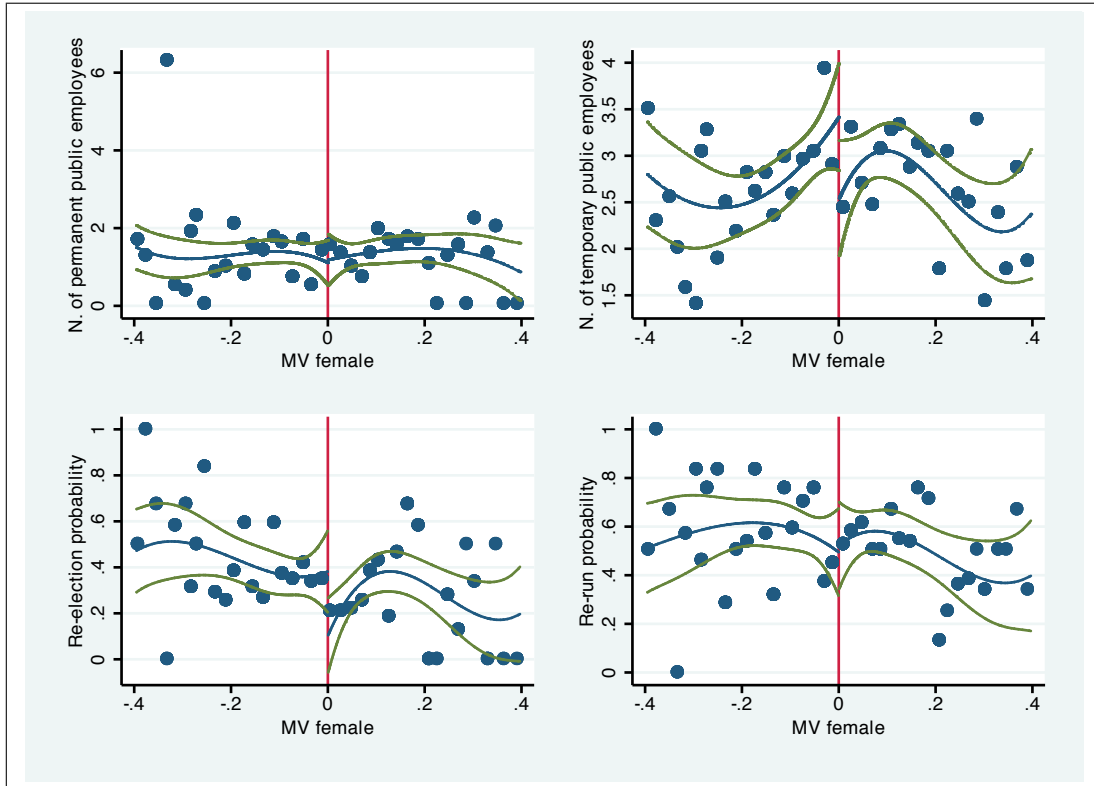 N. of permanent public employees
6
4
2
0
-.4 -.2 0 .2 .4
MV female
N. of temporary public employees
4
3.5
3
2.5
2
1.5
-.4 -.2 0 .2 .4
MV female
Re-election probability
1
.8
.6
.4
.2
0
-.4 -.2 0 .2 .4
MV female
Re-run probability
1
.8
.6
.4
.2
0
-.4 -.2 0 .2 .4
MV female